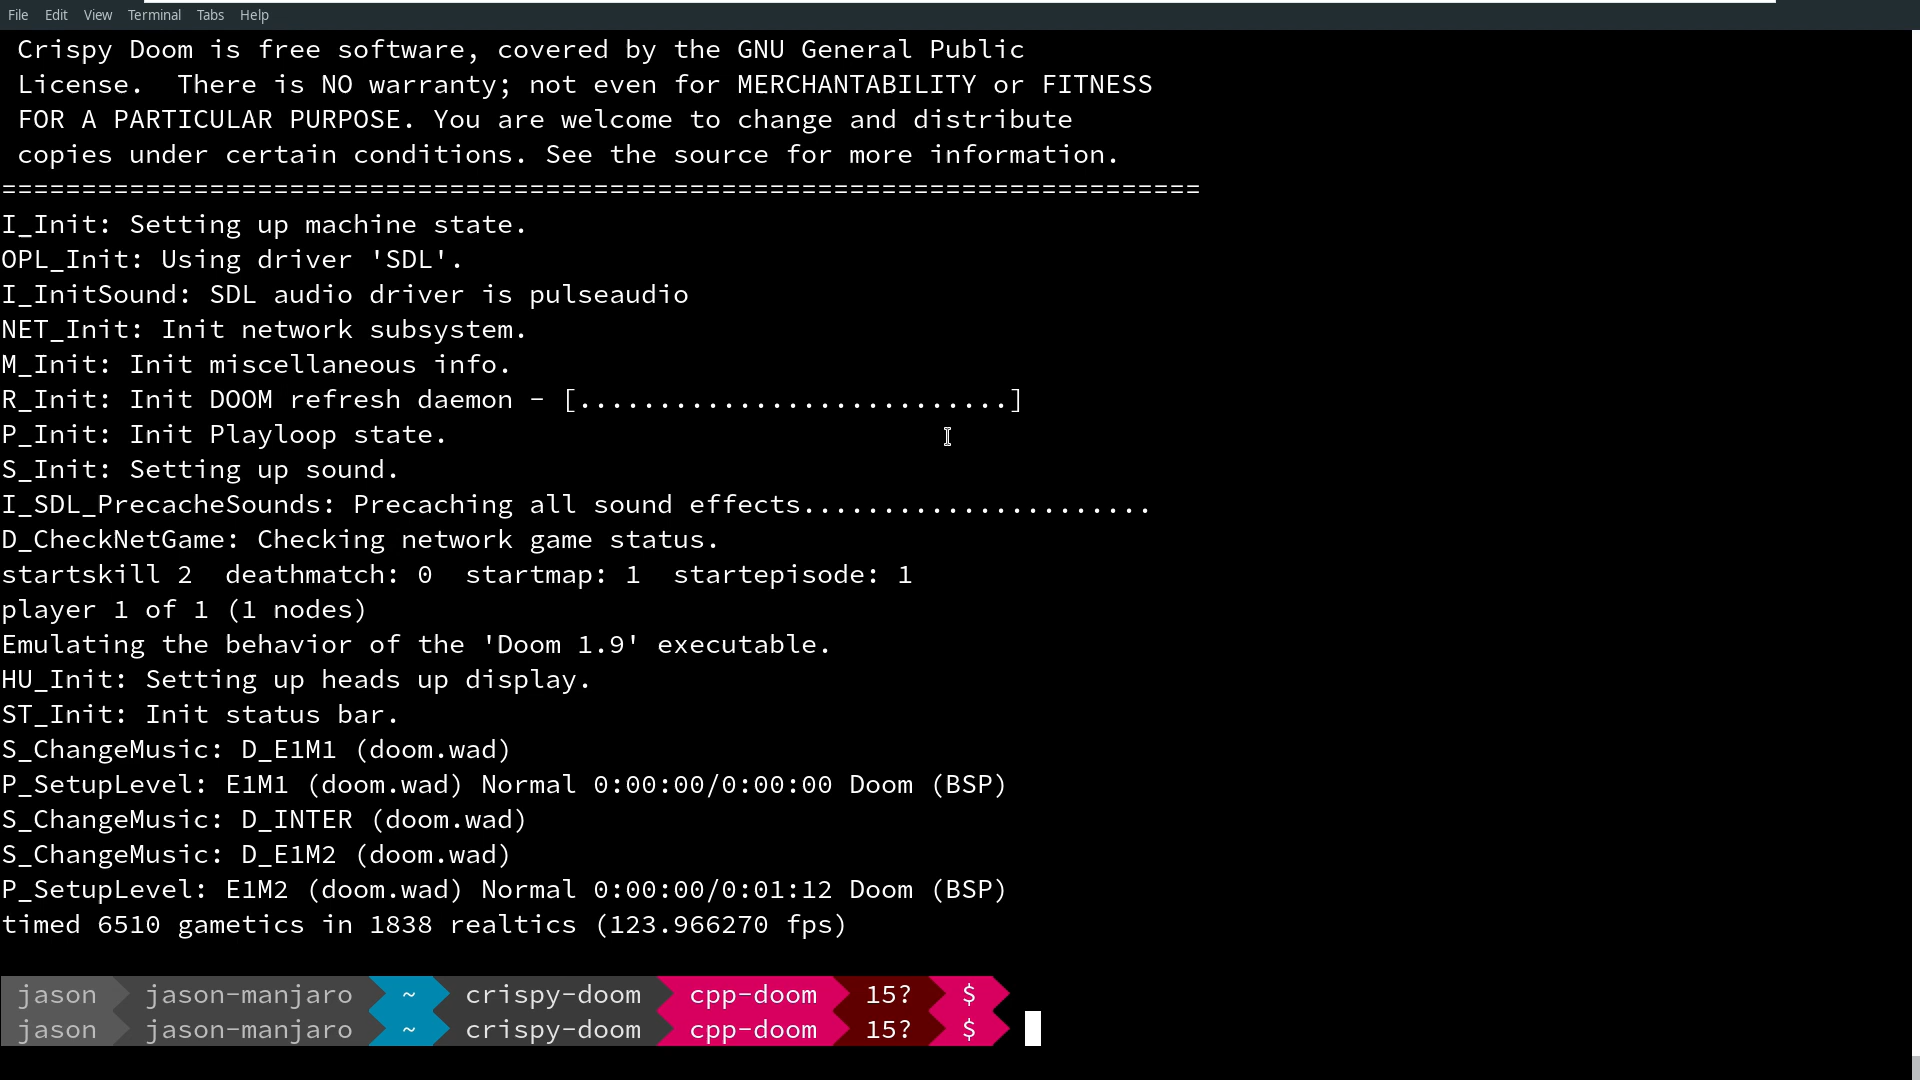 File Edit View Terminal Tabs Help
Crispy Doom is free software, covered by the GNU General Public
License.  There is NO warranty; not even for MERCHANTABILITY or FITNESS
FOR A PARTICULAR PURPOSE. You are welcome to change and distribute
copies under certain conditions. See the source for more information.
===========================================================================
I_Init: Setting up machine state.
OPL_Init: Using driver 'SDL'.
I_InitSound: SDL audio driver is pulseaudio
NET_Init: Init network subsystem.
M_Init: Init miscellaneous info.
R_Init: Init DOOM refresh daemon - [...........................]
P_Init: Init Playloop state.
S_Init: Setting up sound.
I_SDL_PrecacheSounds: Precaching all sound effects......................
D_CheckNetGame: Checking network game status.
startskill 2  deathmatch: 0  startmap: 1  startepisode: 1
player 1 of 1 (1 nodes)
Emulating the behavior of the 'Doom 1.9' executable.
HU_Init: Setting up heads up display.
ST_Init: Init status bar.
S_ChangeMusic: D_E1M1 (doom.wad)
P_SetupLevel: E1M1 (doom.wad) Normal 0:00:00/0:00:00 Doom (BSP)
S_ChangeMusic: D_INTER (doom.wad)
S_ChangeMusic: D_E1M2 (doom.wad)
P_SetupLevel: E1M2 (doom.wad) Normal 0:00:00/0:01:12 Doom (BSP)
timed 6510 gametics in 1838 realtics (123.966270 fps)
jason jason-manjaro ~ crispy-doom cpp-doom 15? $
jason jason-manjaro ~ crispy-doom cpp-doom 15? $